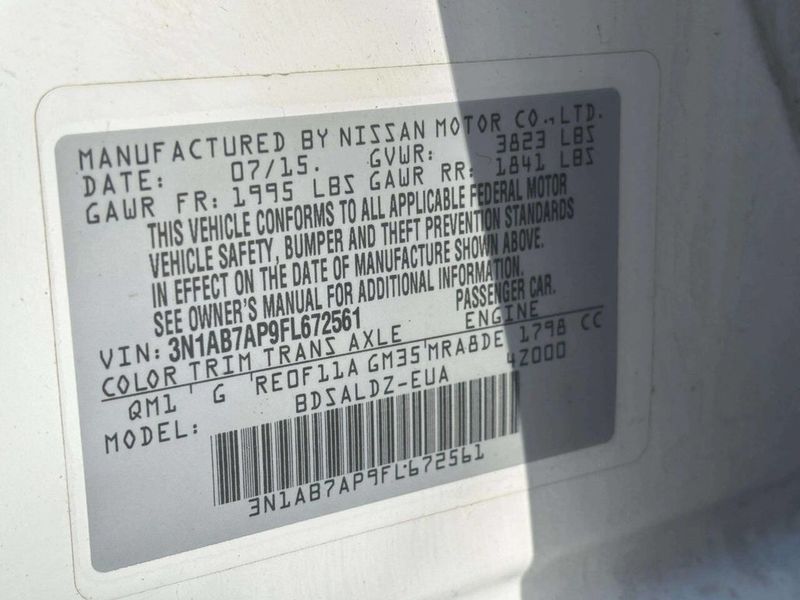 MANUFACTURED BY NISSAN MOTOR CO., LTD.
DATE: 07/15. GVWR: 3823 LBS
GAWR FR: 1995 LBS GAWR RR: 1841 LBS
THIS VEHICLE CONFORMS TO ALL APPLICABLE FEDERAL MOTOR
VEHICLE SAFETY, BUMPER AND THEFT PREVENTION STANDARDS
IN EFFECT ON THE DATE OF MANUFACTURE SHOWN ABOVE.
SEE OWNER'S MANUAL FOR ADDITIONAL INFORMATION.
VIN: 3N1AB7AP9FL672561 PASSENGER CAR.
COLOR TRIM TRANS AXLE ENGINE
QM1 G RE0F11A GM35 MRA8DE 1798 CC
MODEL: BDSALDZ-EUA 42000
3N1AB7AP9FL672561